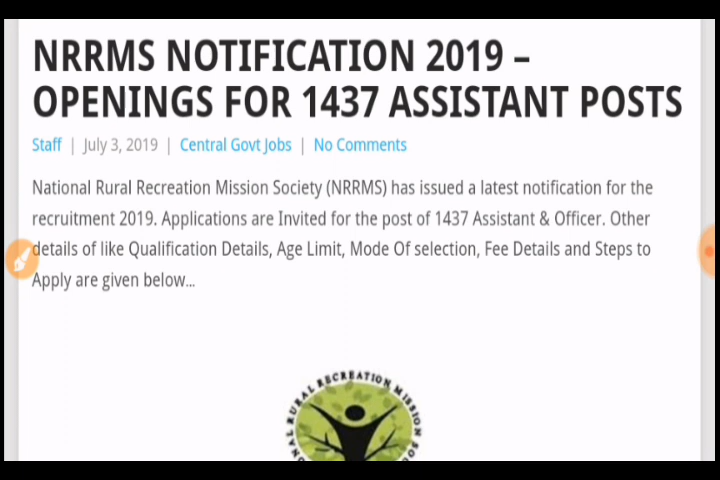 NRRMS NOTIFICATION 2019 –
OPENINGS FOR 1437 ASSISTANT POSTS
Staff | July 3, 2019 | Central Govt Jobs | No Comments
National Rural Recreation Mission Society (NRRMS) has issued a latest notification for the
recruitment 2019. Applications are Invited for the post of 1437 Assistant & Officer. Other
details of like Qualification Details, Age Limit, Mode Of selection, Fee Details and Steps to
Apply are given below...
RURAL RECREATION MISSION